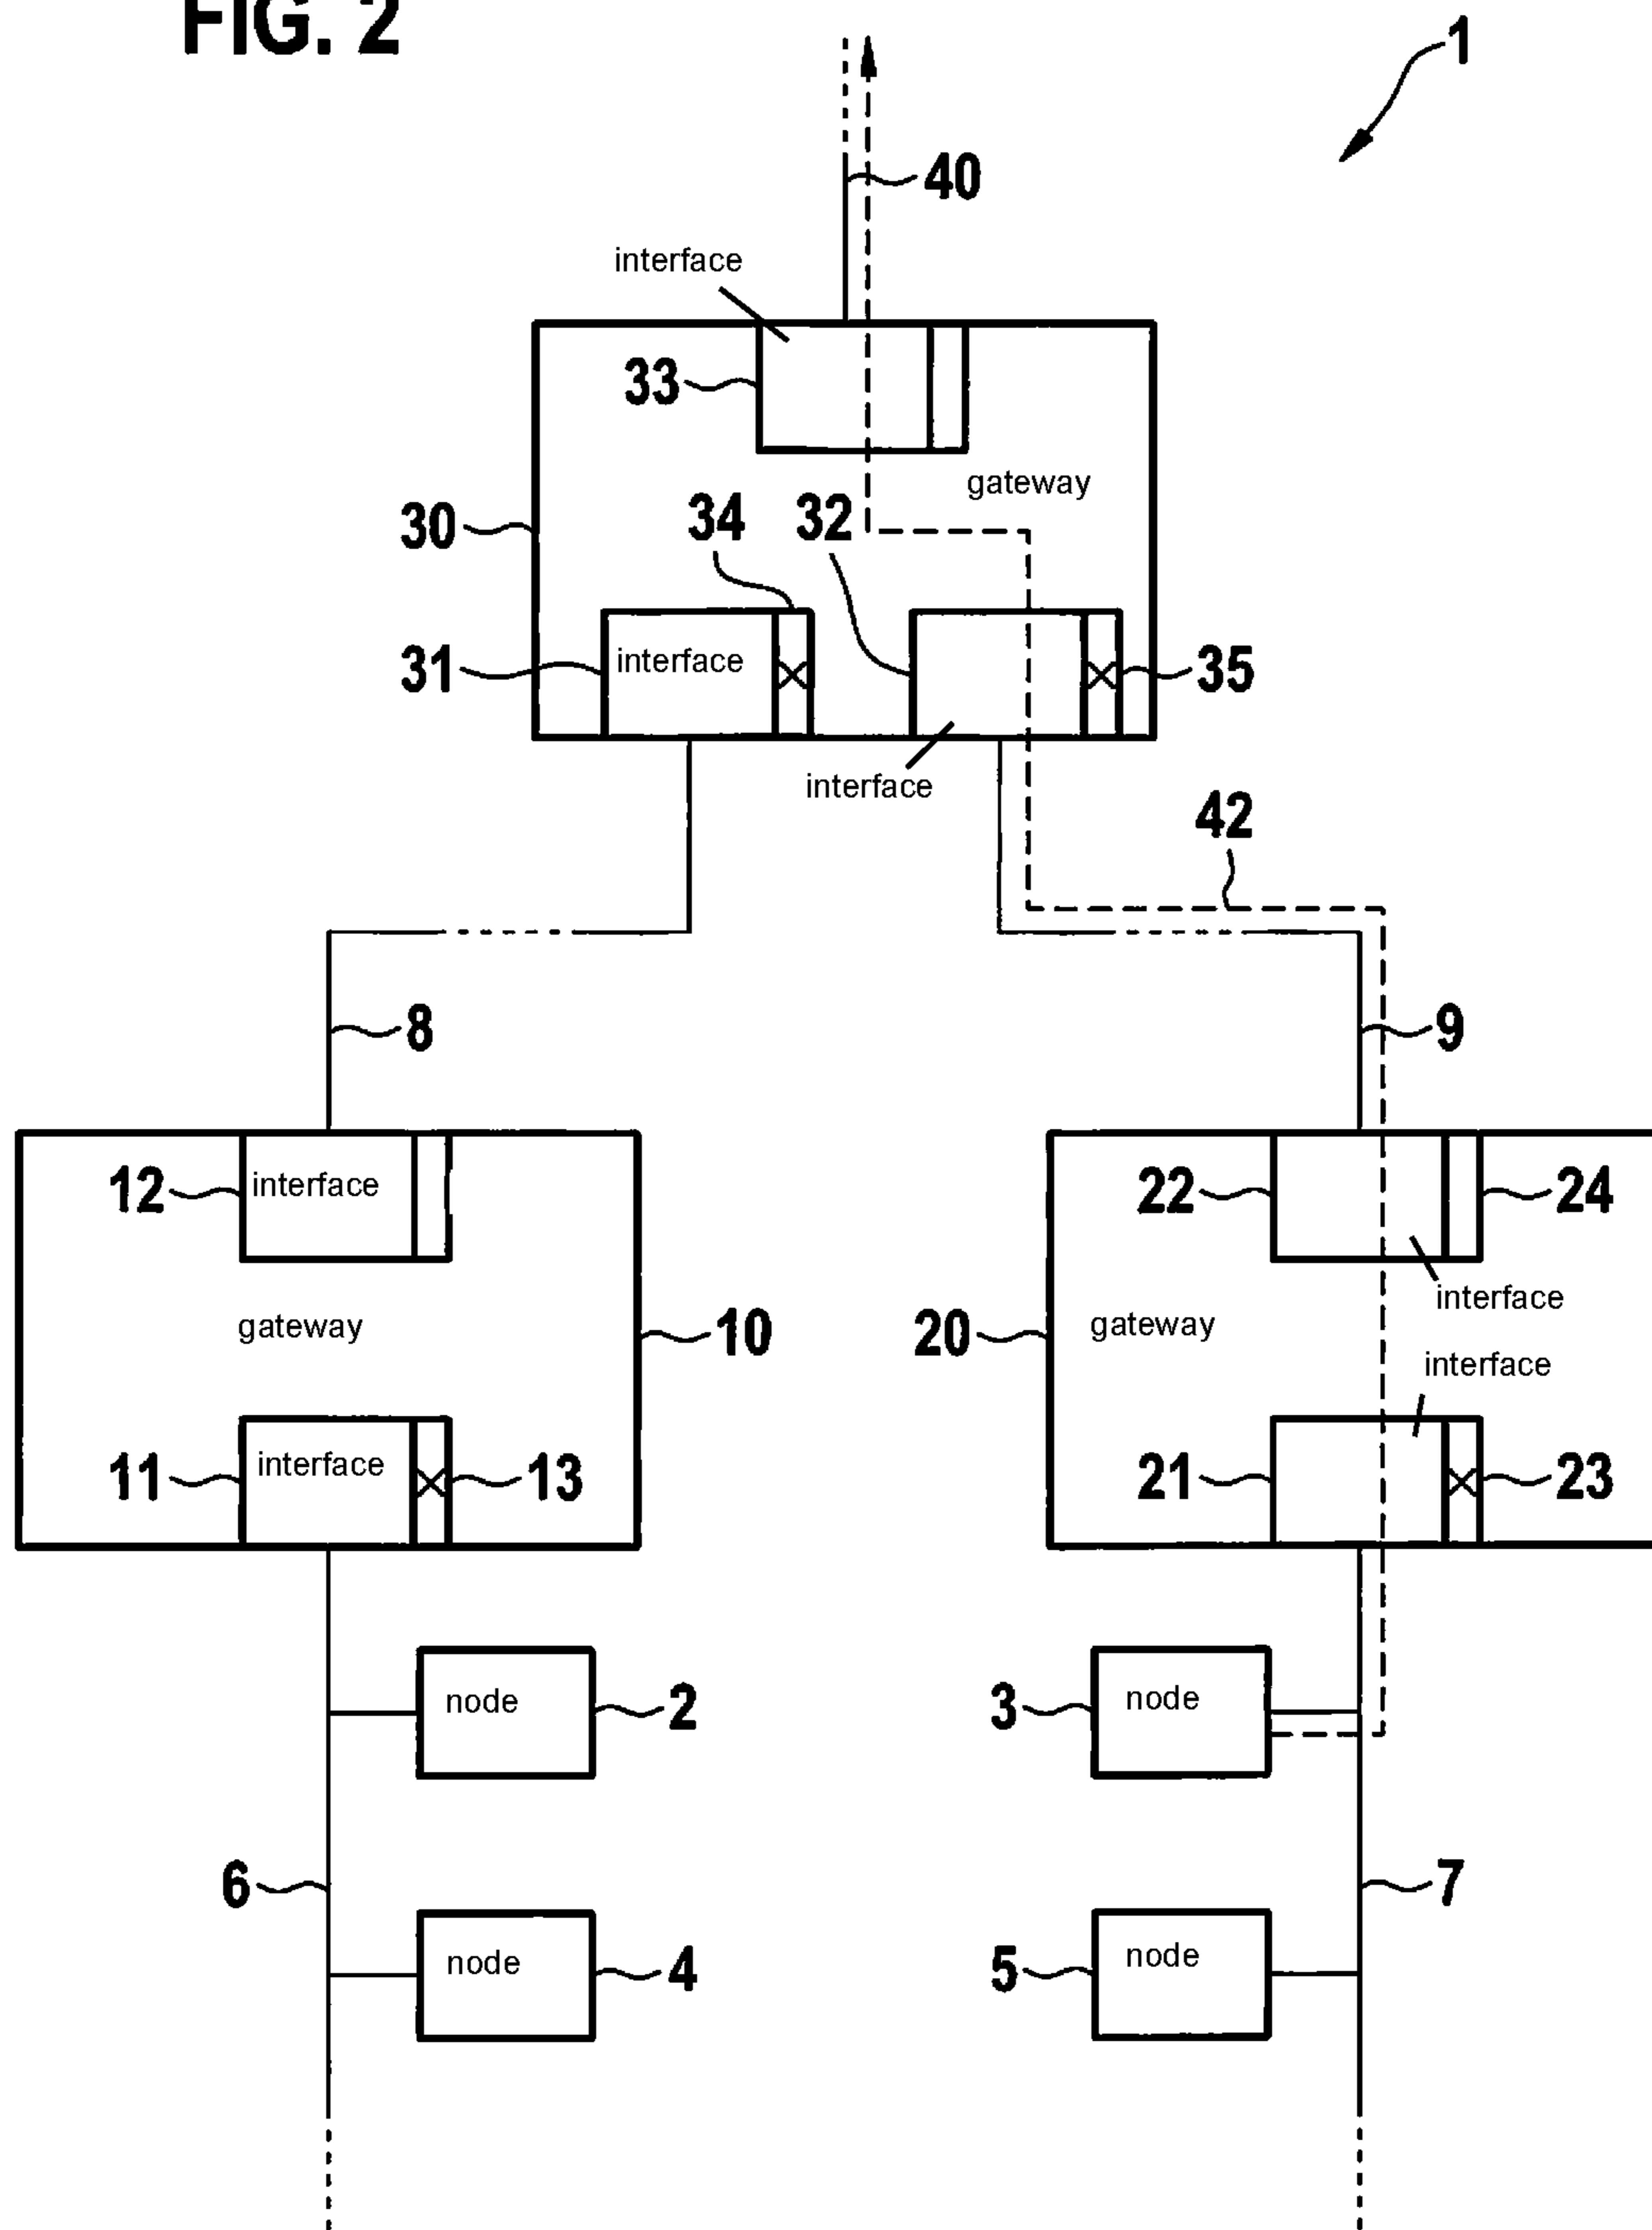 FIG. 2
1
40
interface
33
gateway
30
34
32
31
interface
35
interface
42
8
9
12
interface
22
24
interface
gateway
10
20
gateway
interface
11
interface
13
21
23
node
2
3
node
6
7
node
4
5
node